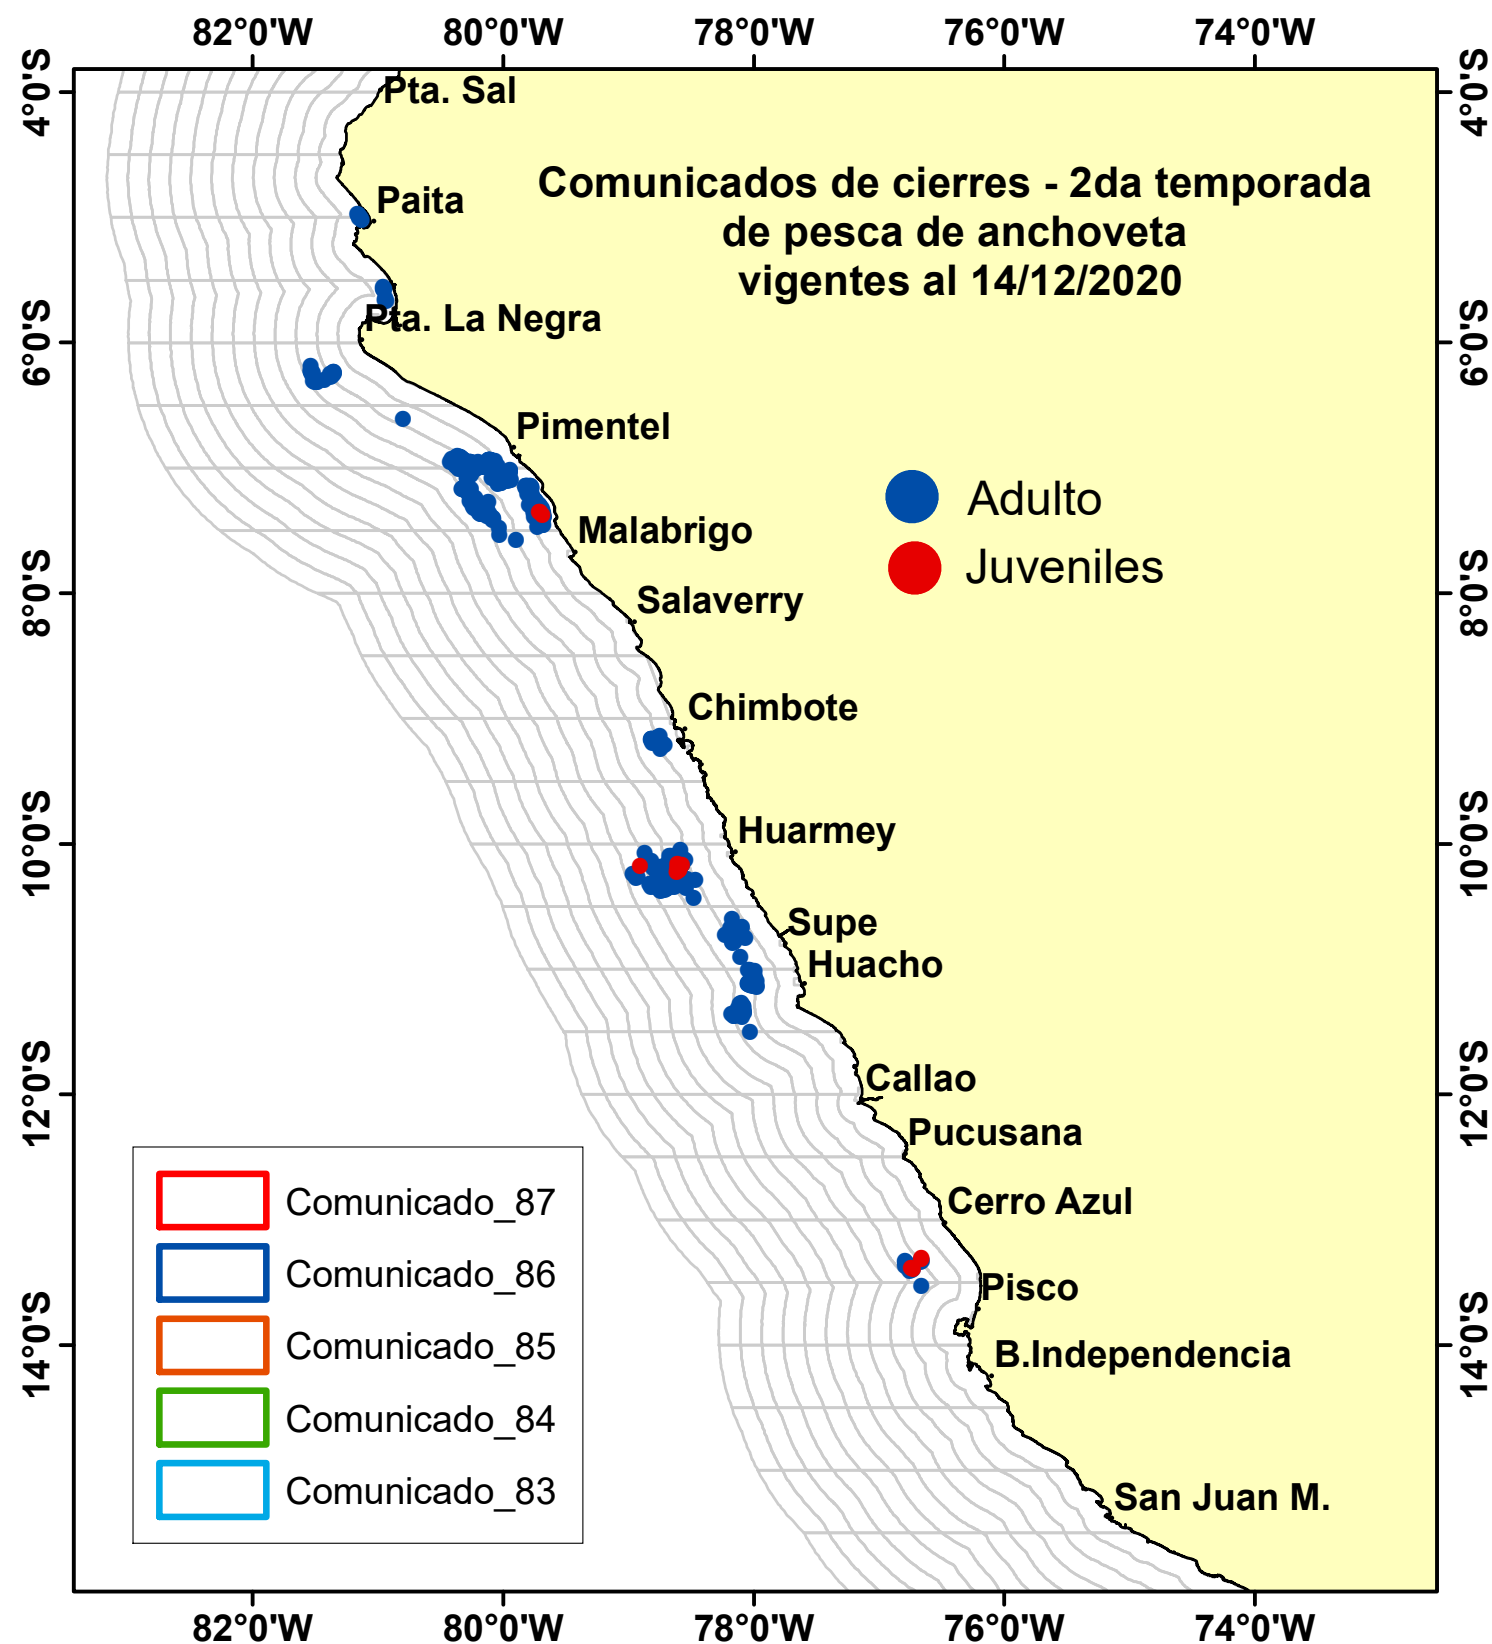 82°0'W 80°0'W 78°0'W 76°0'W 74°0'W
4°0'S
6°0'S
8°0'S
10°0'S
12°0'S
14°0'S
Pta. Sal
Comunicados de cierres - 2da temporada
de pesca de anchoveta
vigentes al 14/12/2020
Paita
Pta. La Negra
Pimentel
Adulto
Malabrigo
Juveniles
Salaverry
Chimbote
Huarmey
Supe
Huacho
Callao
Pucusana
Cerro Azul
Pisco
B.Independencia
San Juan M.
Comunicado_87
Comunicado_86
Comunicado_85
Comunicado_84
Comunicado_83
4°0'S
6°0'S
8°0'S
10°0'S
12°0'S
14°0'S
82°0'W 80°0'W 78°0'W 76°0'W 74°0'W